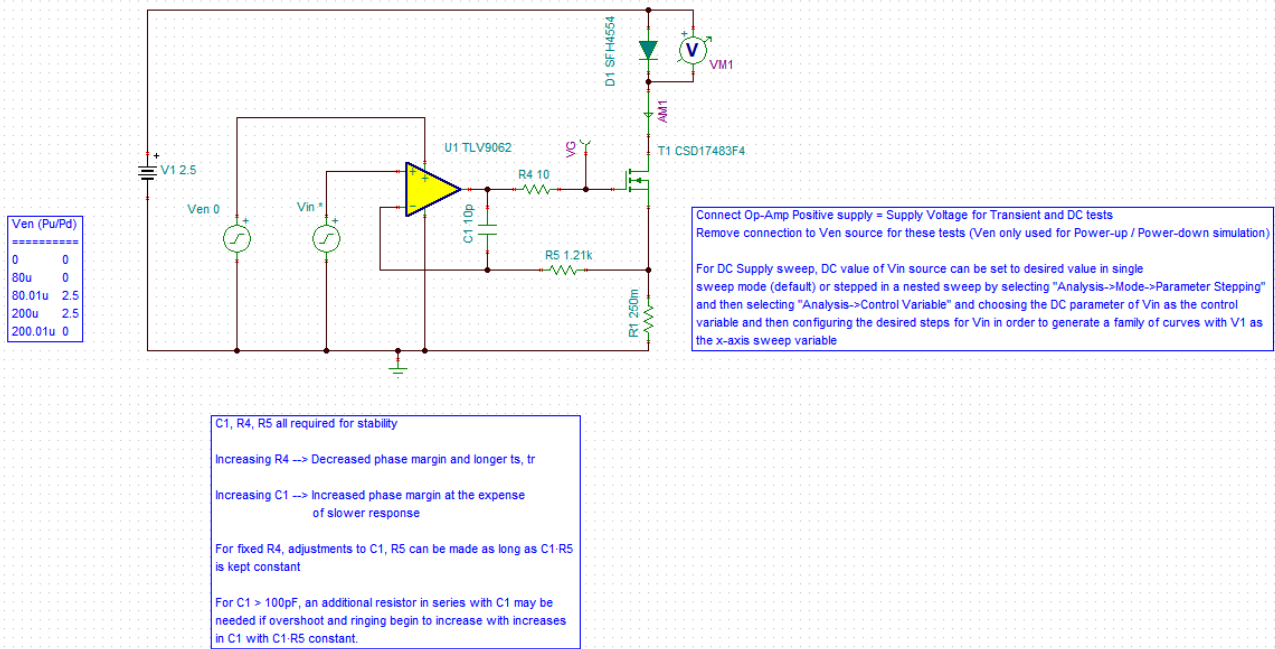 D1 SFH4554
+
V
VM1
AM1
+
V1 2.5
U1 TLV9062
VG
T1 CSD17483F4
R4 10
Ven 0
+
Vin *
+
+
+
−
C1 10p
R5 1.21k
R1 250m
Ven (Pu/Pd)
==========
0 0
80u 0
80.01u 2.5
200u 2.5
200.01u 0
Connect Op-Amp Positive supply = Supply Voltage for Transient and DC tests
Remove connection to Ven source for these tests (Ven only used for Power-up / Power-down simulation)
For DC Supply sweep, DC value of Vin source can be set to desired value in single
sweep mode (default) or stepped in a nested sweep by selecting "Analysis->Mode->Parameter Stepping"
and then selecting "Analysis->Control Variable" and choosing the DC parameter of Vin as the control
variable and then configuring the desired steps for Vin in order to generate a family of curves with V1 as
the x-axis sweep variable
C1, R4, R5 all required for stability
Increasing R4 --> Decreased phase margin and longer ts, tr
Increasing C1 --> Increased phase margin at the expense
of slower response
For fixed R4, adjustments to C1, R5 can be made as long as C1·R5
is kept constant
For C1 > 100pF, an additional resistor in series with C1 may be
needed if overshoot and ringing begin to increase with increases
in C1 with C1·R5 constant.